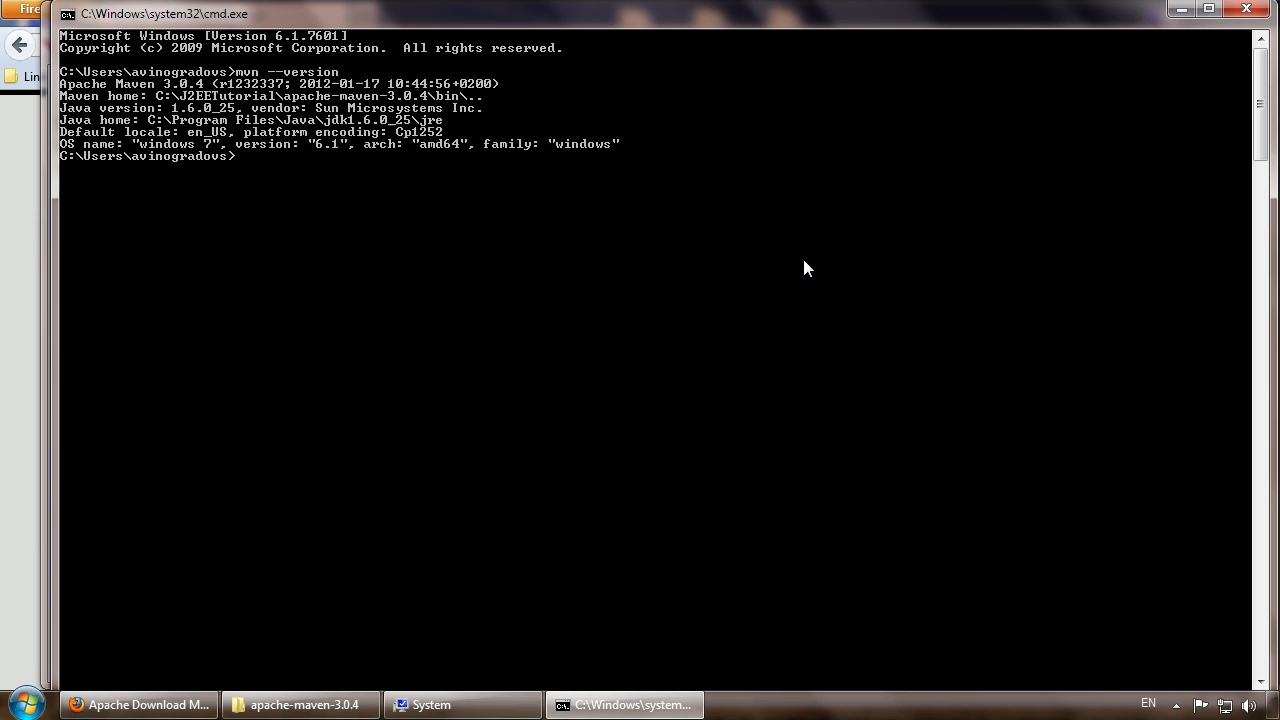 Fire
C:\Windows\system32\cmd.exe
Lin
Microsoft Windows [Version 6.1.7601]
Copyright (c) 2009 Microsoft Corporation.  All rights reserved.
C:\Users\avinogradovs>mvn --version
Apache Maven 3.0.4 (r1232337; 2012-01-17 10:44:56+0200)
Maven home: C:\J2EETutorial\apache-maven-3.0.4\bin\..
Java version: 1.6.0_25, vendor: Sun Microsystems Inc.
Java home: C:\Program Files\Java\jdk1.6.0_25\jre
Default locale: en_US, platform encoding: Cp1252
OS name: "windows 7", version: "6.1", arch: "amd64", family: "windows"
C:\Users\avinogradovs>
Apache Download M...
apache-maven-3.0.4
System
C:\Windows\system...
EN